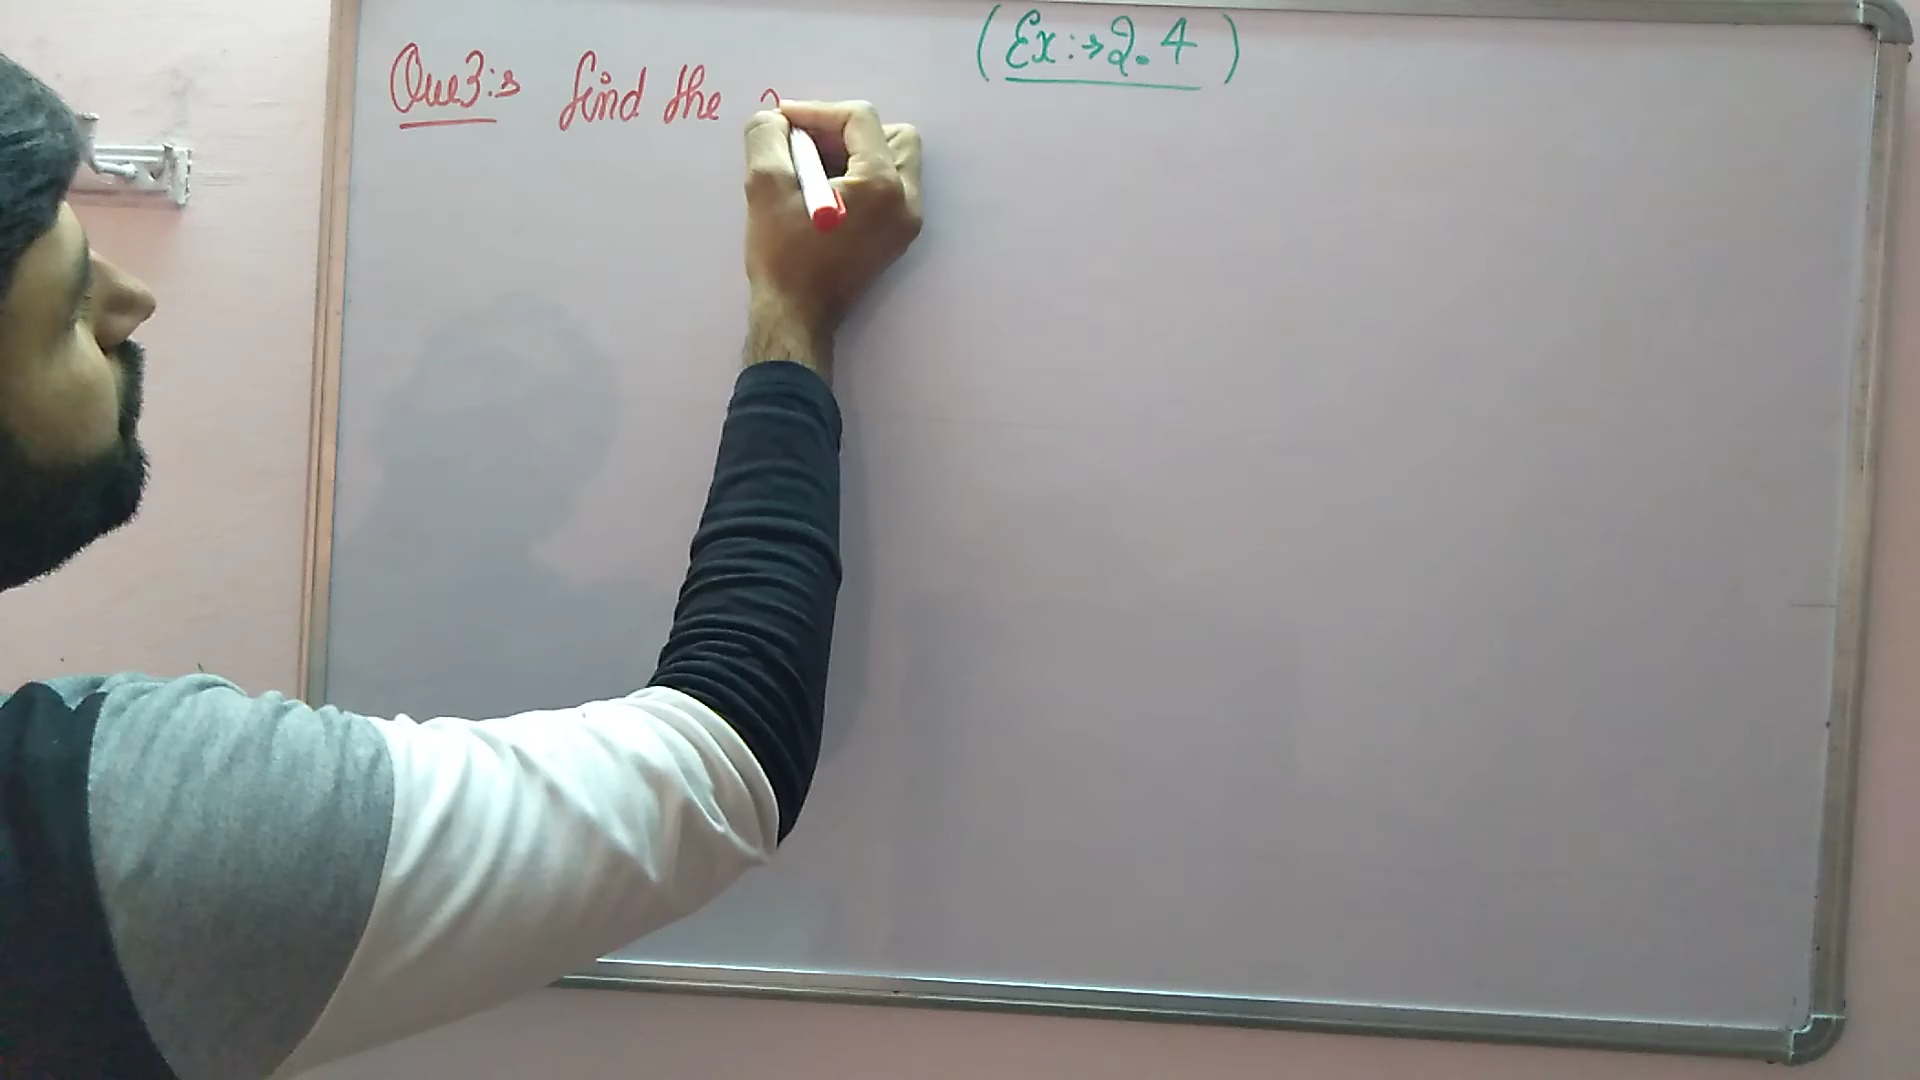 (Ex:→2.4)
Que3:→ find the